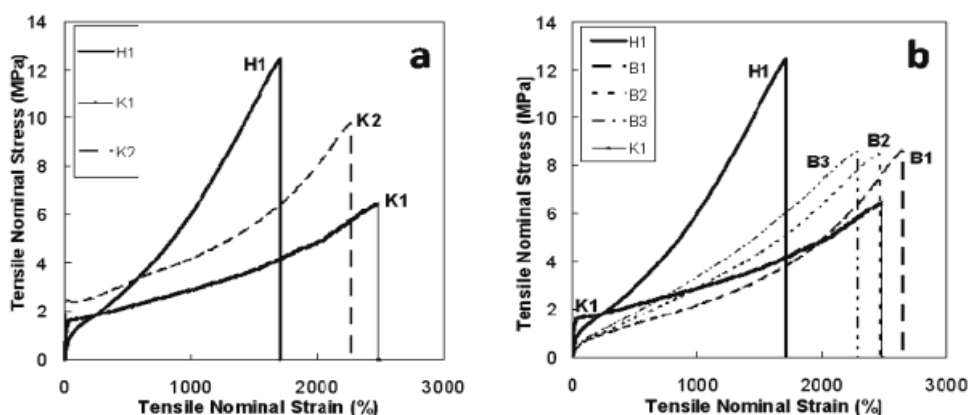 a
14
12
10
8
6
4
2
0
Tensile Nominal Stress (MPa)
H1
K1
K2
H1
K2
K1
0 1000 2000 3000
Tensile Nominal Strain (%)
b
14
12
10
8
6
4
2
0
Tensile Nominal Stress (MPa)
H1
B1
B2
B3
K1
H1
B3
B2
B1
K1
K1
0 1000 2000 3000
Tensile Nominal Strain (%)